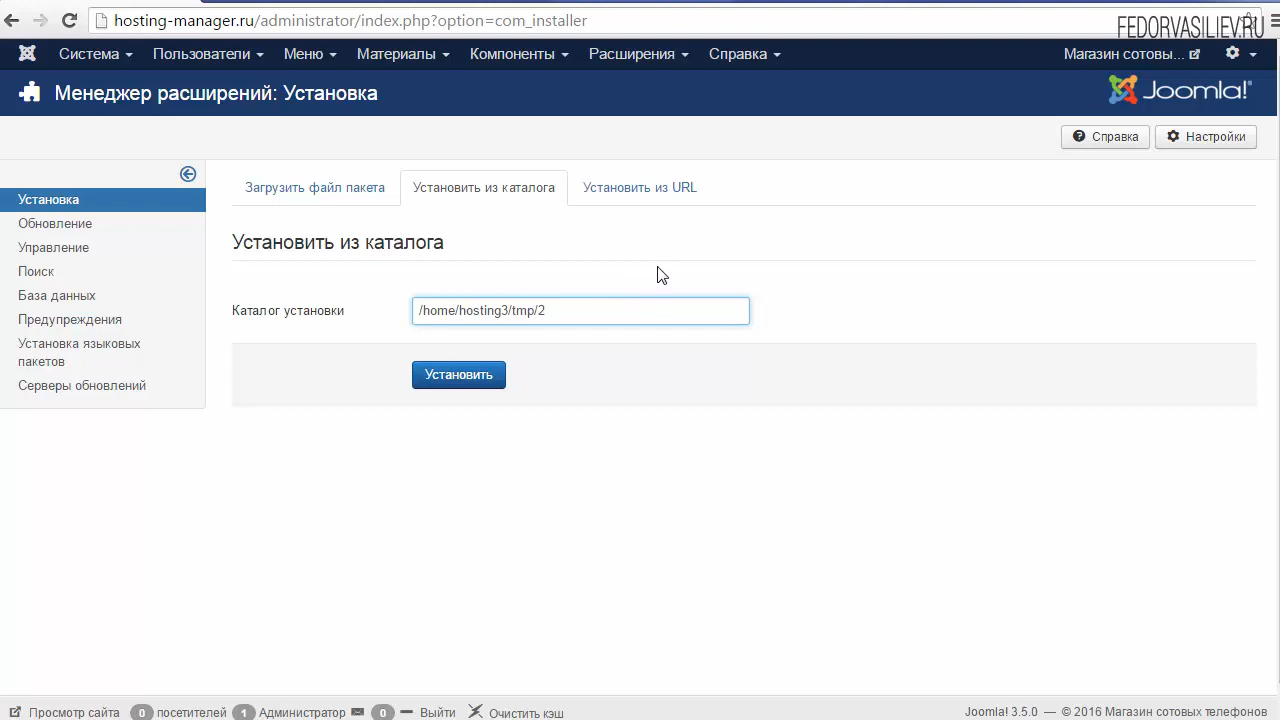 hosting-manager.ru/administrator/index.php?option=com_installer
FEDORVASILIEV.RU
Система Пользователи Меню Материалы Компоненты Расширения Справка Магазин сотовы...
Менеджер расширений: Установка
Joomla!®
Справка Настройки
Загрузить файл пакета Установить из каталога Установить из URL
Установка
Обновление
Управление
Поиск
База данных
Предупреждения
Установка языковых
пакетов
Серверы обновлений
Установить из каталога
Каталог установки /home/hosting3/tmp/2
Установить
Просмотр сайта 0 посетителей 1 Администратор 0 Выйти Очистить кэш Joomla! 3.5.0 — © 2016 Магазин сотовых телефонов